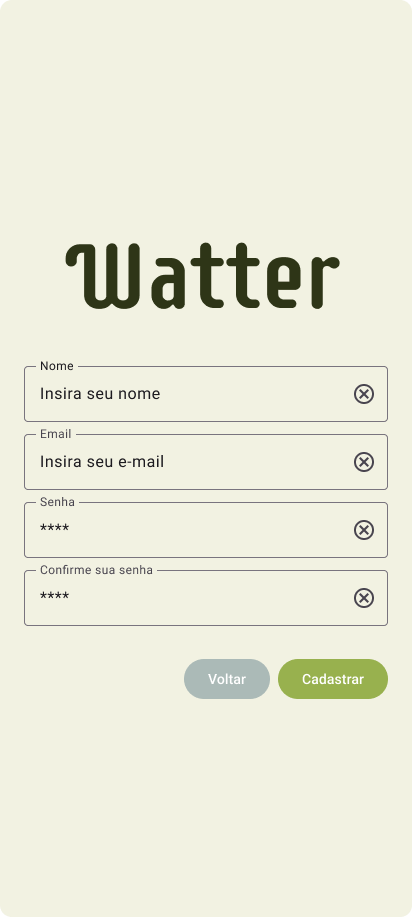 Watter
Nome
Insira seu nome
Email
Insira seu e-mail
Senha
****
Confirme sua senha
****
Voltar
Cadastrar